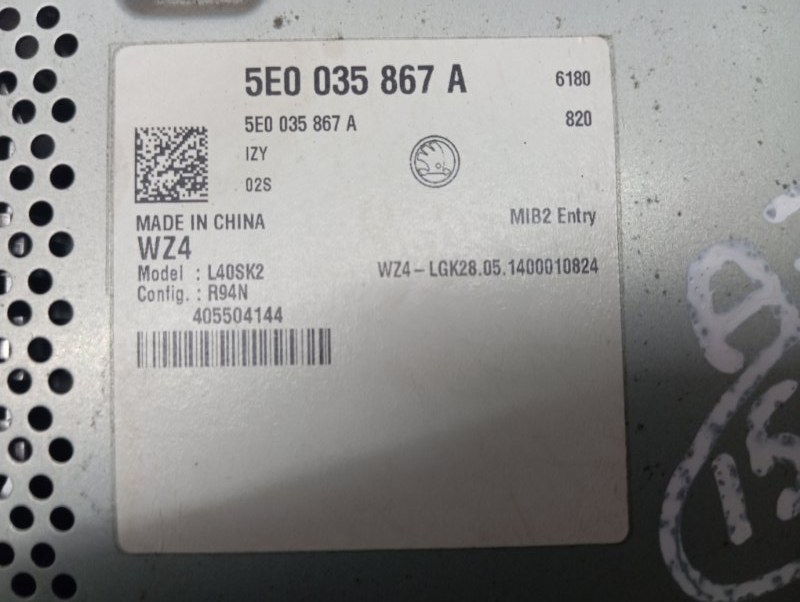 5E0 035 867 A 6180
5E0 035 867 A 820
IZY
02S
MADE IN CHINA MIB2 Entry
WZ4
Model : L40SK2 WZ4-LGK28.05.1400010824
Config. : R94N
405504144